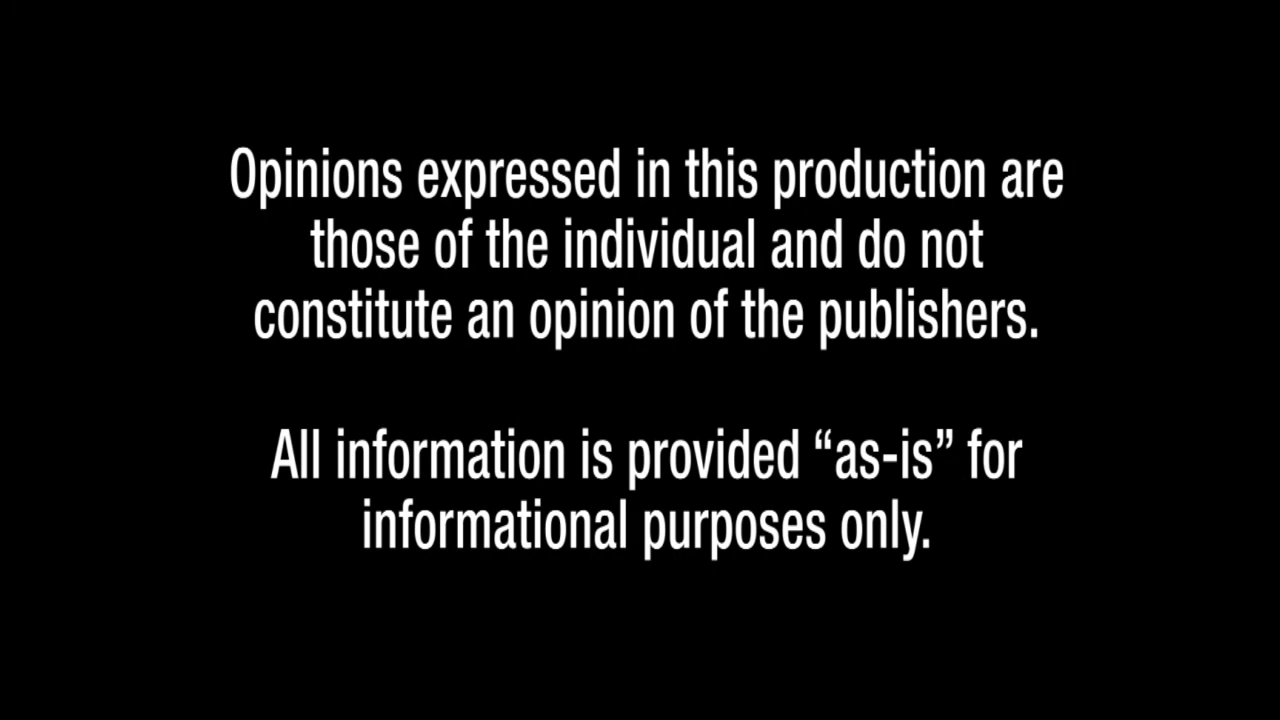 Opinions expressed in this production are
those of the individual and do not
constitute an opinion of the publishers.
All information is provided “as-is” for
informational purposes only.